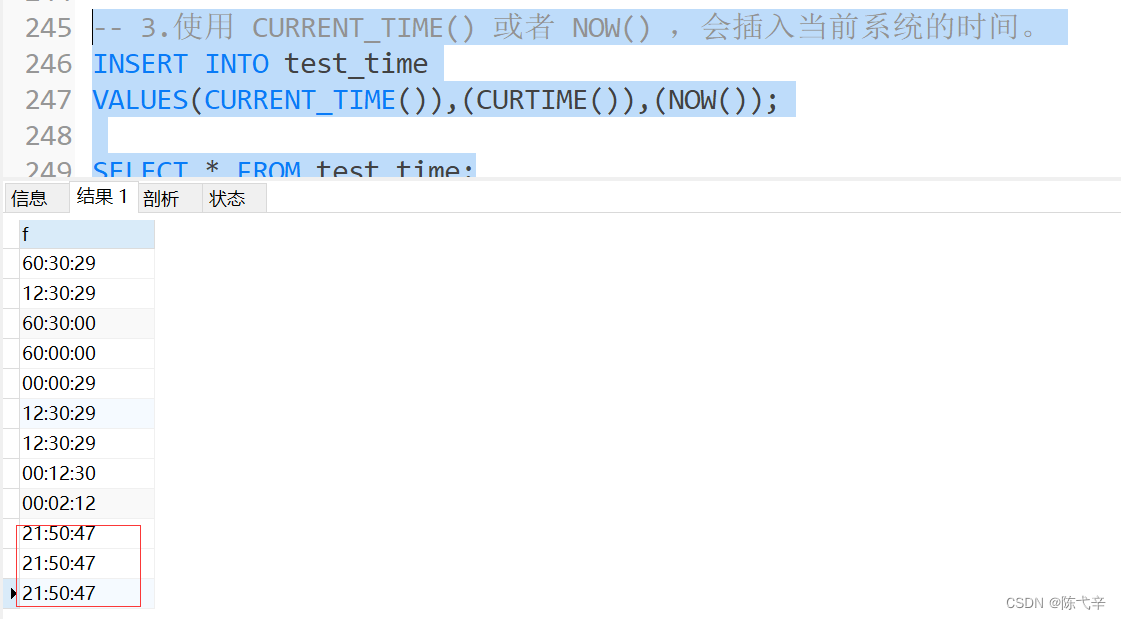 245 -- 3.使用 CURRENT_TIME() 或者 NOW() ，会插入当前系统的时间。
246 INSERT INTO test_time
247 VALUES(CURRENT_TIME()),(CURTIME()),(NOW());
248
249 SELECT * FROM test_time;
信息 结果 1 剖析 状态
f
60:30:29
12:30:29
60:30:00
60:00:00
00:00:29
12:30:29
12:30:29
00:12:30
00:02:12
21:50:47
21:50:47
21:50:47
CSDN @陈弋辛